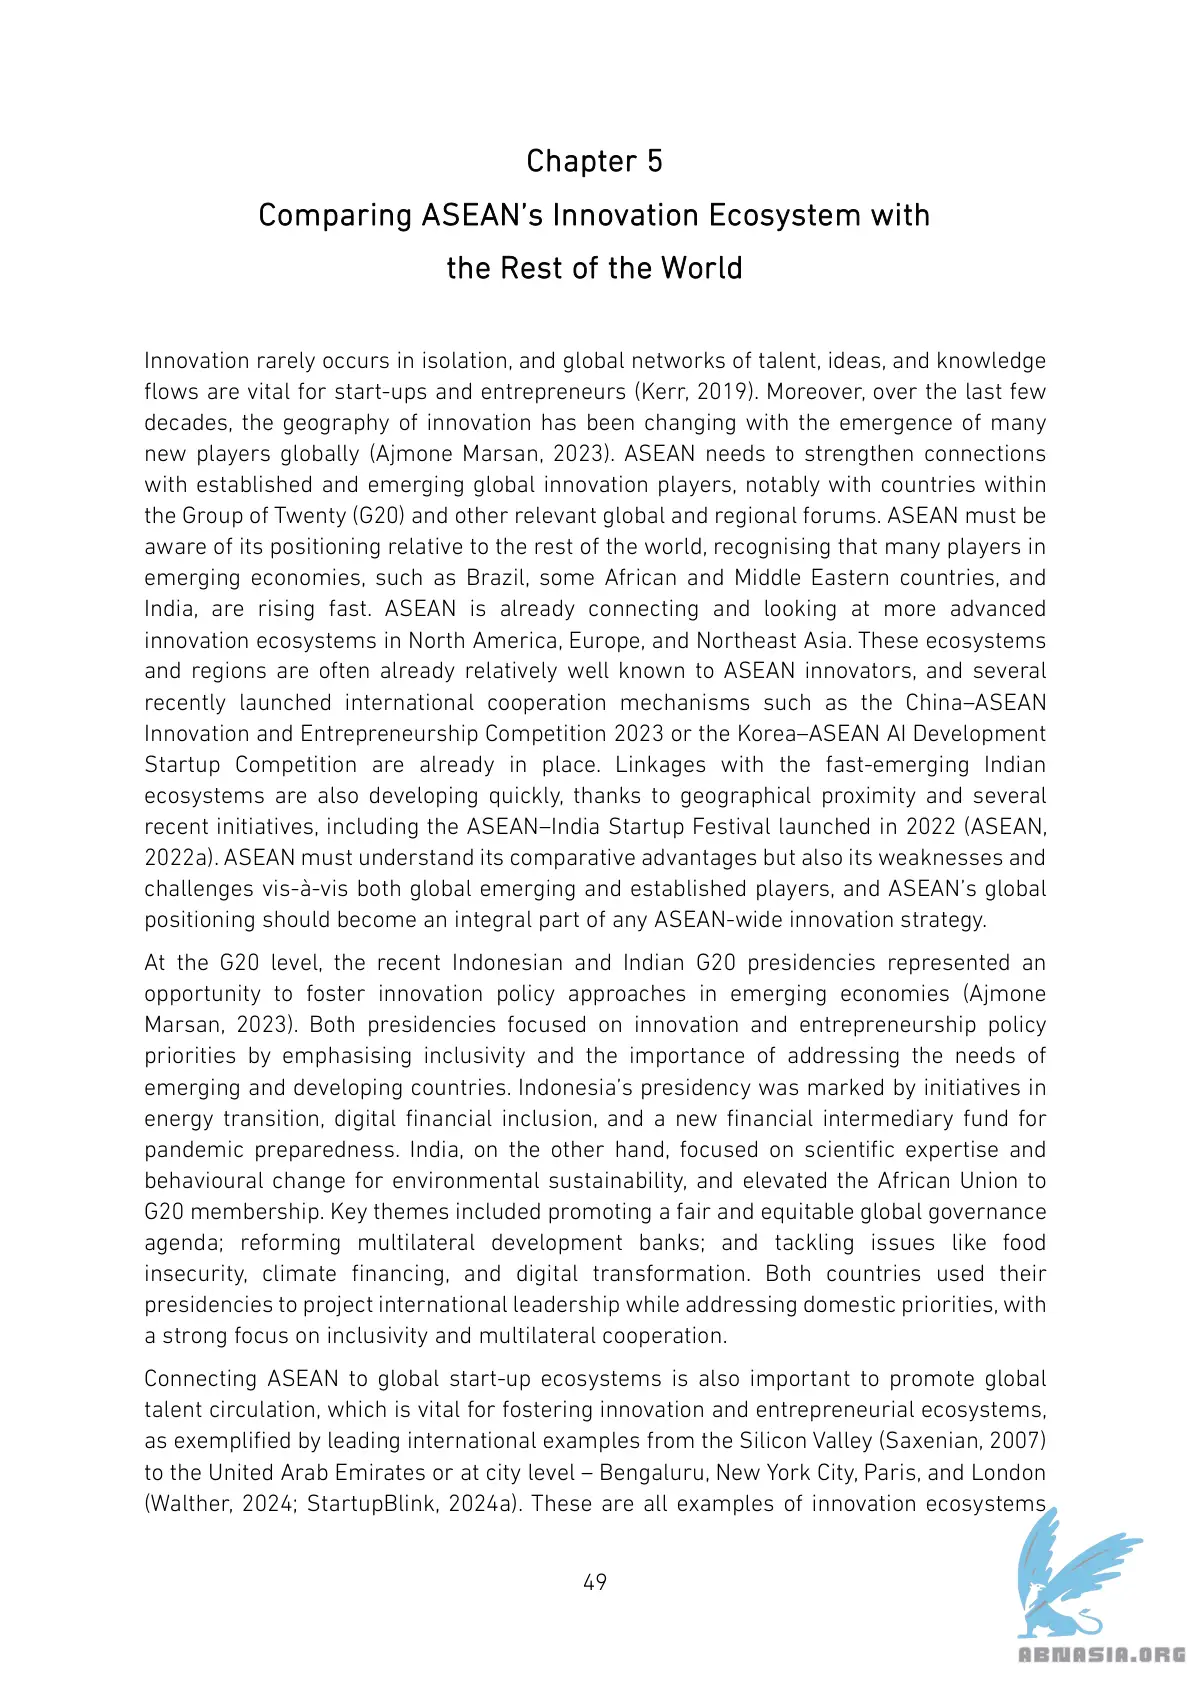 Chapter 5
Comparing ASEAN's Innovation Ecosystem with
the Rest of the World
Innovation rarely occurs in isolation, and global networks of talent, ideas, and knowledge
flows are vital for start-ups and entrepreneurs (Kerr, 2019). Moreover, over the last few
decades, the geography of innovation has been changing with the emergence of many
new players globally (Ajmone Marsan, 2023). ASEAN needs to strengthen connections
with established and emerging global innovation players, notably with countries within
the Group of Twenty (G20) and other relevant global and regional forums. ASEAN must be
aware of its positioning relative to the rest of the world, recognising that many players in
emerging economies, such as Brazil, some African and Middle Eastern countries, and
India, are rising fast. ASEAN is already connecting and looking at more advanced
innovation ecosystems in North America, Europe, and Northeast Asia. These ecosystems
and regions are often already relatively well known to ASEAN innovators, and several
recently launched international cooperation mechanisms such as the China–ASEAN
Innovation and Entrepreneurship Competition 2023 or the Korea–ASEAN AI Development
Startup Competition are already in place. Linkages with the fast-emerging Indian
ecosystems are also developing quickly, thanks to geographical proximity and several
recent initiatives, including the ASEAN–India Startup Festival launched in 2022 (ASEAN,
2022a). ASEAN must understand its comparative advantages but also its weaknesses and
challenges vis-à-vis both global emerging and established players, and ASEAN's global
positioning should become an integral part of any ASEAN-wide innovation strategy.
At the G20 level, the recent Indonesian and Indian G20 presidencies represented an
opportunity to foster innovation policy approaches in emerging economies (Ajmone
Marsan, 2023). Both presidencies focused on innovation and entrepreneurship policy
priorities by emphasising inclusivity and the importance of addressing the needs of
emerging and developing countries. Indonesia's presidency was marked by initiatives in
energy transition, digital financial inclusion, and a new financial intermediary fund for
pandemic preparedness. India, on the other hand, focused on scientific expertise and
behavioural change for environmental sustainability, and elevated the African Union to
G20 membership. Key themes included promoting a fair and equitable global governance
agenda; reforming multilateral development banks; and tackling issues like food
insecurity, climate financing, and digital transformation. Both countries used their
presidencies to project international leadership while addressing domestic priorities, with
a strong focus on inclusivity and multilateral cooperation.
Connecting ASEAN to global start-up ecosystems is also important to promote global
talent circulation, which is vital for fostering innovation and entrepreneurial ecosystems,
as exemplified by leading international examples from the Silicon Valley (Saxenian, 2007)
to the United Arab Emirates or at city level – Bengaluru, New York City, Paris, and London
(Walther, 2024; StartupBlink, 2024a). These are all examples of innovation ecosystems
49
ABNASIA.ORG